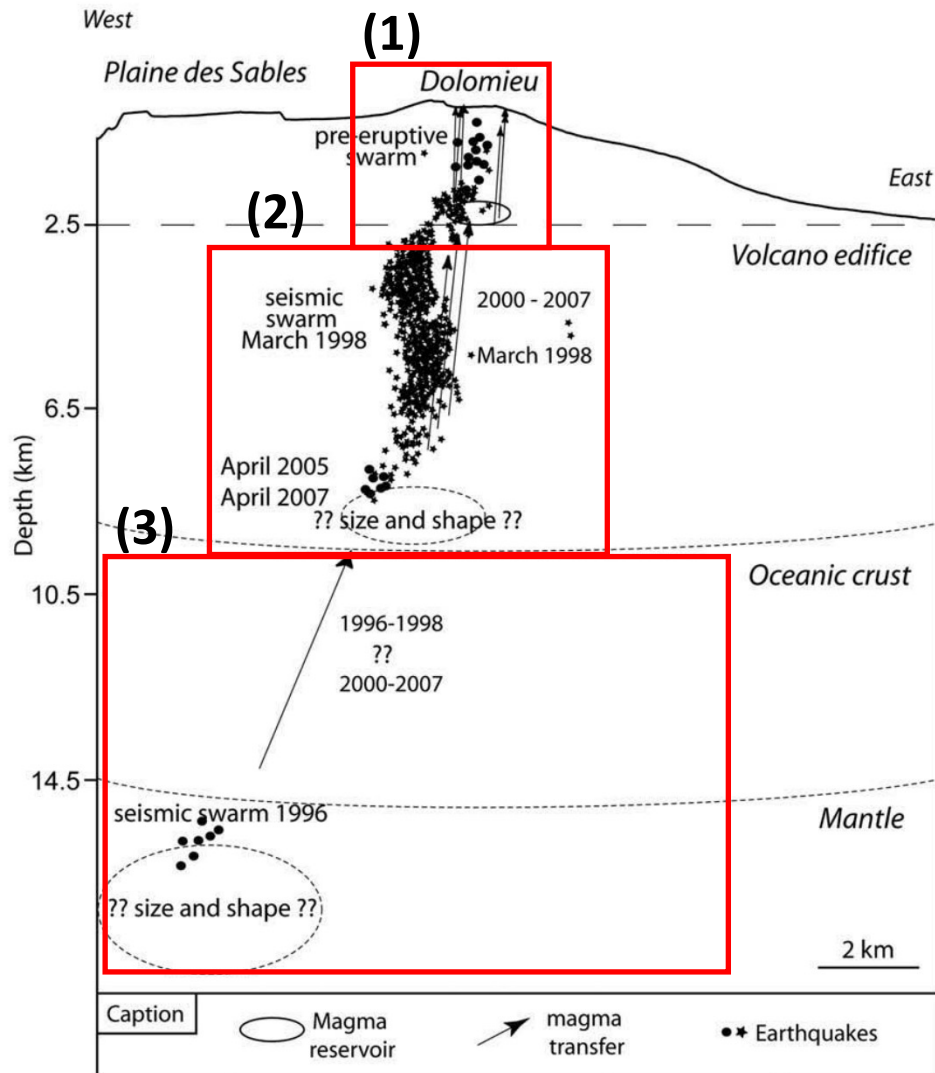 West
(1)
Plaine des Sables
Dolomieu
pre-eruptive
swarm
East
2.5
(2)
Volcano edifice
seismic
swarm
March 1998
2000 - 2007
March 1998
6.5
Depth (km)
April 2005
April 2007
?? size and shape ??
(3)
Oceanic crust
10.5
1996-1998
??
2000-2007
14.5
seismic swarm 1996
Mantle
?? size and shape ??
2 km
Caption
Magma
reservoir
magma
transfer
Earthquakes